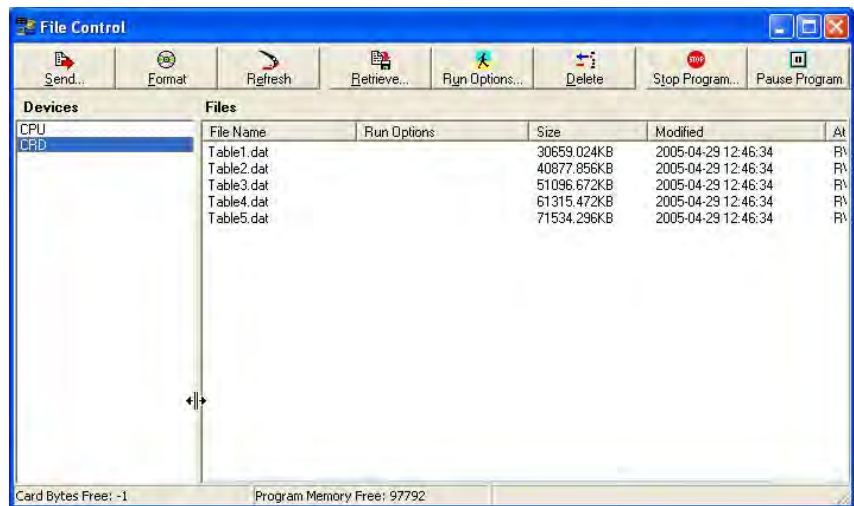 File Control
Send... Format Refresh Retrieve... Run Options... Delete STOP Stop Program... Pause Program
Devices Files
CPU
CRD
File Name Run Options Size Modified At
Table1.dat 30659.024KB 2005-04-29 12:46:34
Table2.dat 40877.856KB 2005-04-29 12:46:34
Table3.dat 51096.672KB 2005-04-29 12:46:34
Table4.dat 61315.472KB 2005-04-29 12:46:34
Table5.dat 71534.296KB 2005-04-29 12:46:34
Card Bytes Free: -1 Program Memory Free: 97792